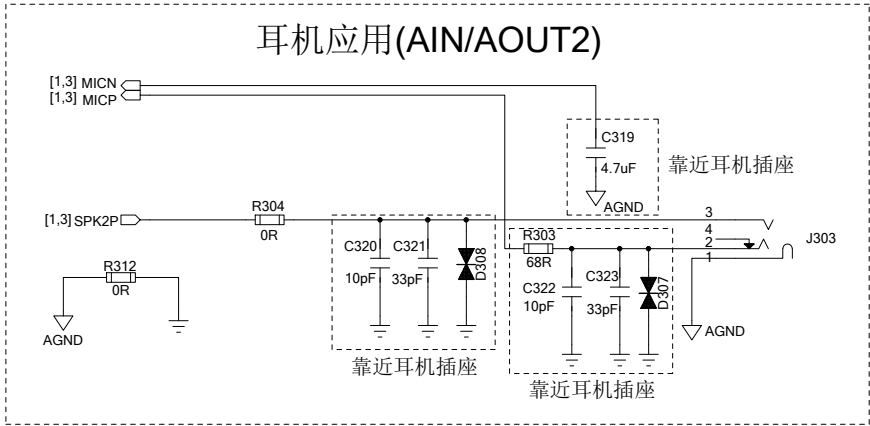 耳机应用(AIN/AOUT2)
[1,3] MICN
[1,3] MICP
C319
4.7uF
靠近耳机插座
AGND
[1,3] SPK2P
R304
0R
3
4
2
1
J303
R303
68R
C320
10pF
C321
33pF
D308
C322
10pF
C323
33pF
D307
R312
0R
AGND
AGND
靠近耳机插座
靠近耳机插座